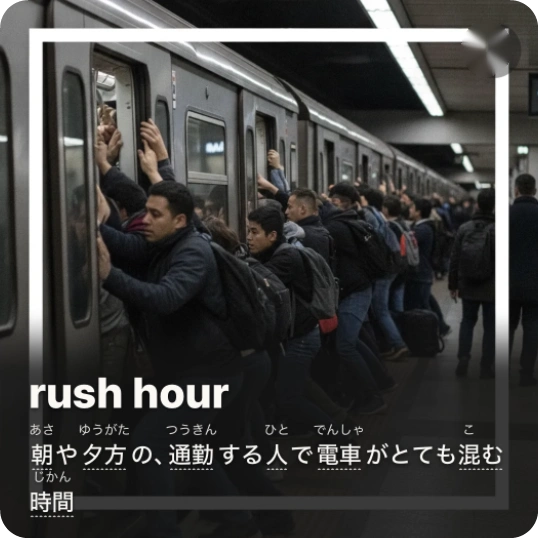 rush hour
あさ ゆうがた つうきん ひと でんしゃ こ
朝や夕方の、通勤する人で電車がとても混む
じかん
時間